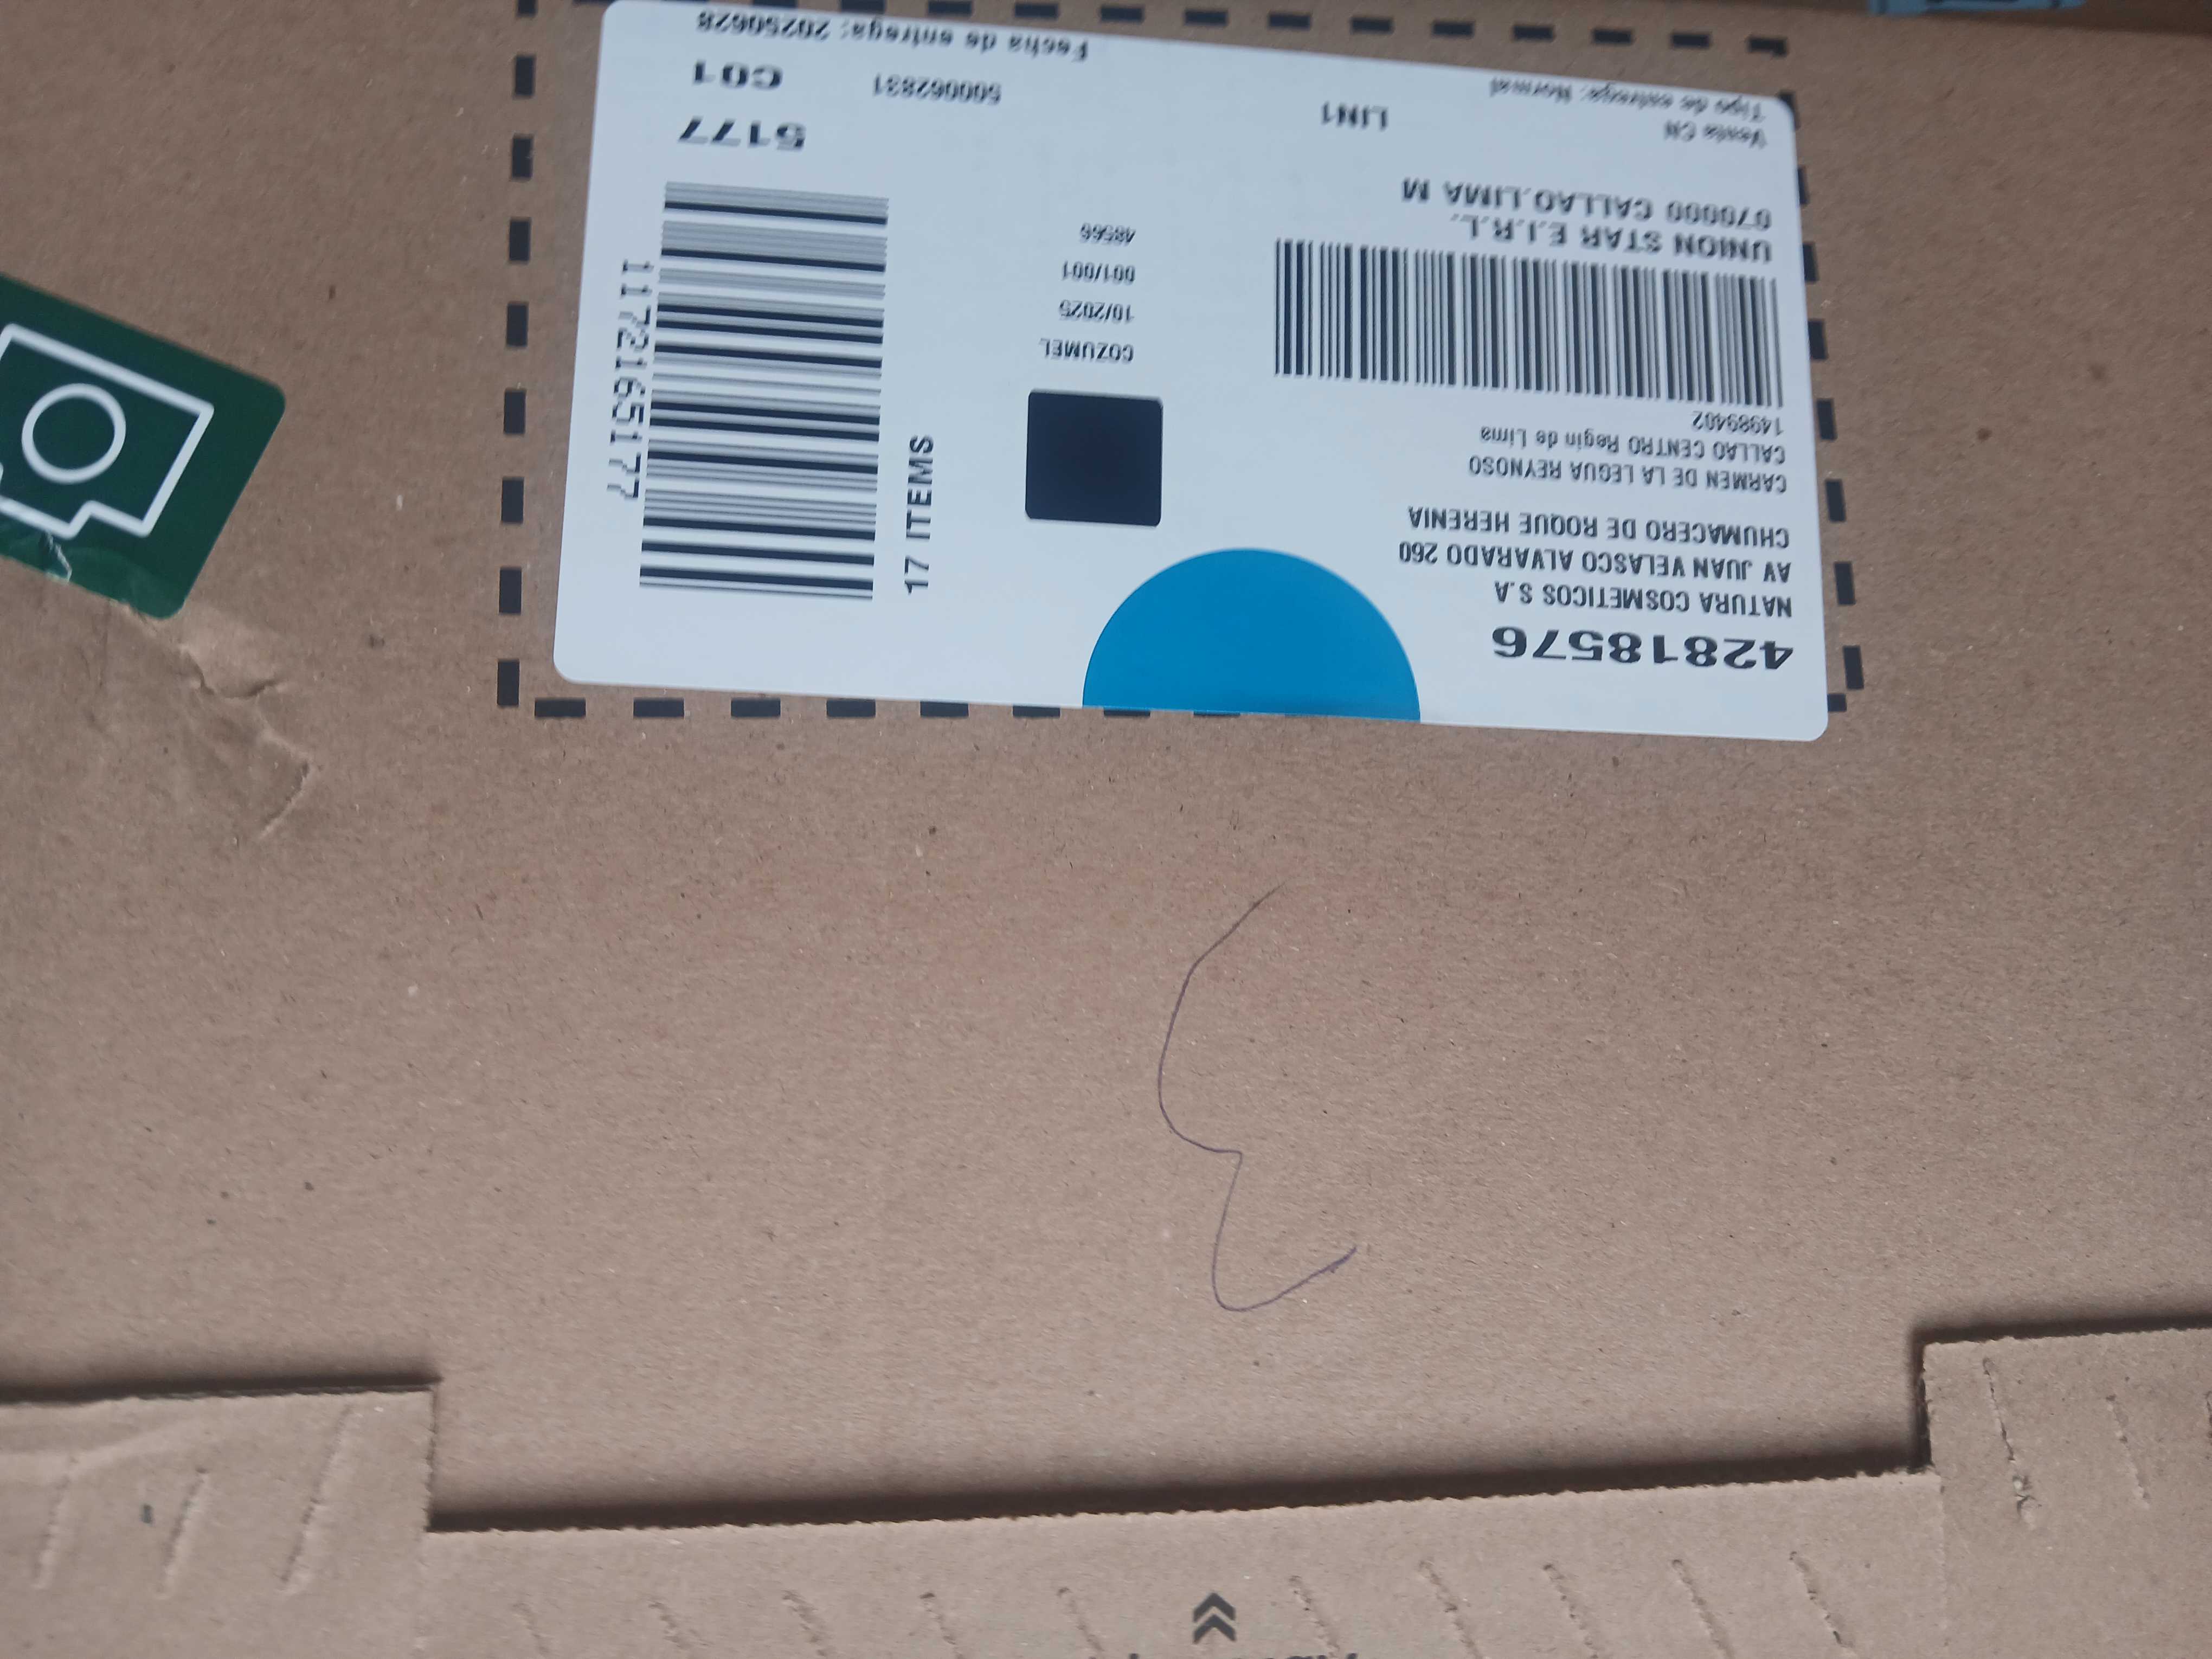 42818576
NATURA COSMETICOS S.A
AV JUAN VELASCO ALVARADO 260
CHUMACERO DE ROQUE HERENIA
CARMEN DE LA LEGUA REYNOSO
CALLAO CENTRO Regin de Lima
14989402
UNION STAR E.I.R.L.
070000 CALLAO.LIMA M
Venta CN
Tipo de entrega: Normal
LIN1
COZUMEL
10/2025
001/001
48566
17 ITEMS
1172165177
5177
500062831
C01
Fecha de entrega: 20250628